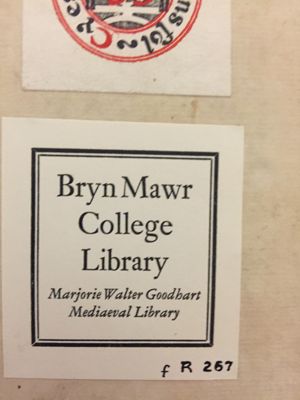 Bryn Mawr
College
Library
Marjorie Walter Goodhart
Mediaeval Library
f R 267